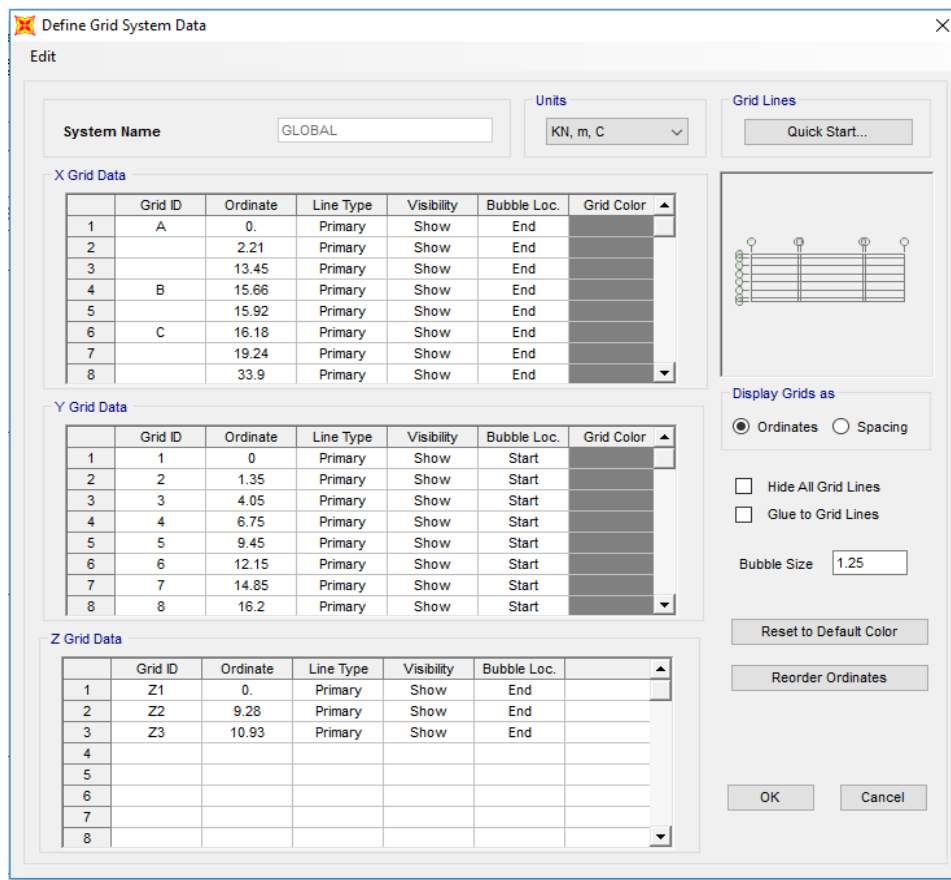 Define Grid System Data
Edit
System Name GLOBAL
Units
KN, m, C
Grid Lines
Quick Start...
X Grid Data
Grid ID Ordinate Line Type Visibility Bubble Loc. Grid Color
1 A 0. Primary Show End
2 2.21 Primary Show End
3 13.45 Primary Show End
4 B 15.66 Primary Show End
5 15.92 Primary Show End
6 C 16.18 Primary Show End
7 19.24 Primary Show End
8 33.9 Primary Show End
Y Grid Data
Grid ID Ordinate Line Type Visibility Bubble Loc. Grid Color
1 1 0 Primary Show Start
2 2 1.35 Primary Show Start
3 3 4.05 Primary Show Start
4 4 6.75 Primary Show Start
5 5 9.45 Primary Show Start
6 6 12.15 Primary Show Start
7 7 14.85 Primary Show Start
8 8 16.2 Primary Show Start
Z Grid Data
Grid ID Ordinate Line Type Visibility Bubble Loc.
1 Z1 0. Primary Show End
2 Z2 9.28 Primary Show End
3 Z3 10.93 Primary Show End
4
5
6
7
8
Display Grids as
Ordinates Spacing
Hide All Grid Lines
Glue to Grid Lines
Bubble Size 1.25
Reset to Default Color
Reorder Ordinates
OK Cancel